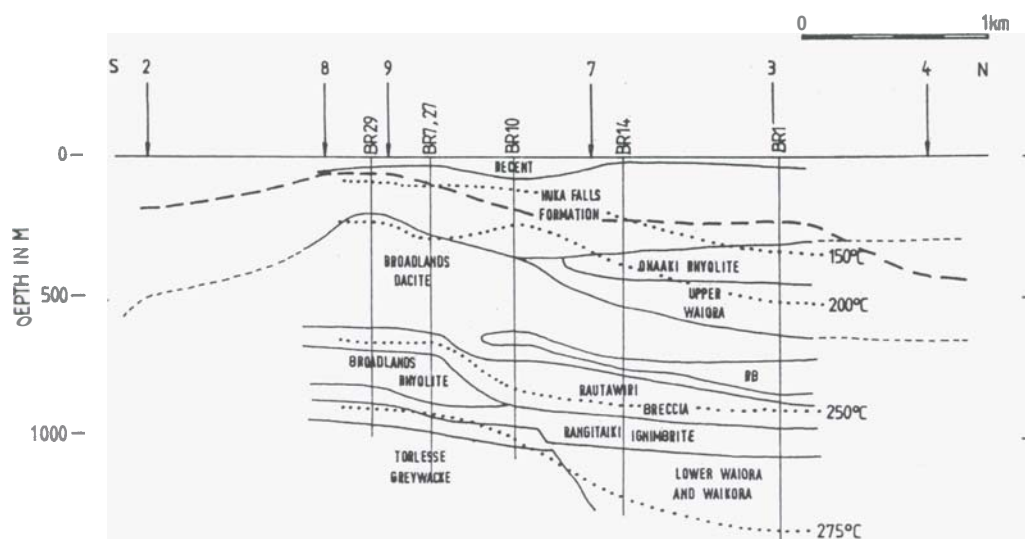 0 1km
S 2 8 9 7 3 4 N
BR29 BR7,27 BR10 BR14 BR1
0
RECENT
HUKA FALLS
FORMATION
150°C
BROADLANDS
DACITE
OHAAKI RHYOLITE
500
UPPER
WAIORA
200°C
DEPTH IN M
BROADLANDS
RHYOLITE
RB
RAUTAWIRI
BRECCIA
250°C
1000
RANGITAIKI IGNIMBRITE
TORLESSE
GREYWACKE
LOWER WAIORA
AND WAIKORA
275°C